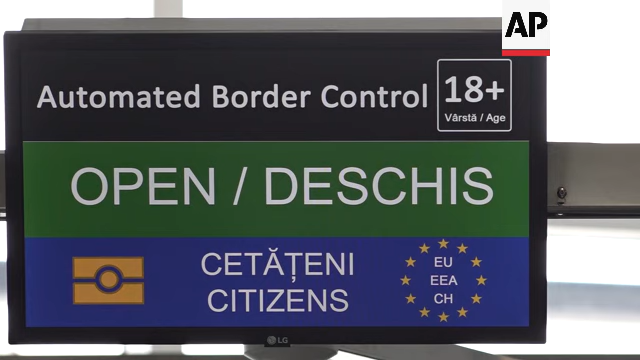 AP
Automated Border Control
18+
Vârstă / Age
OPEN / DESCHIS
CETĂȚENI
CITIZENS
EU
EEA
CH
LG